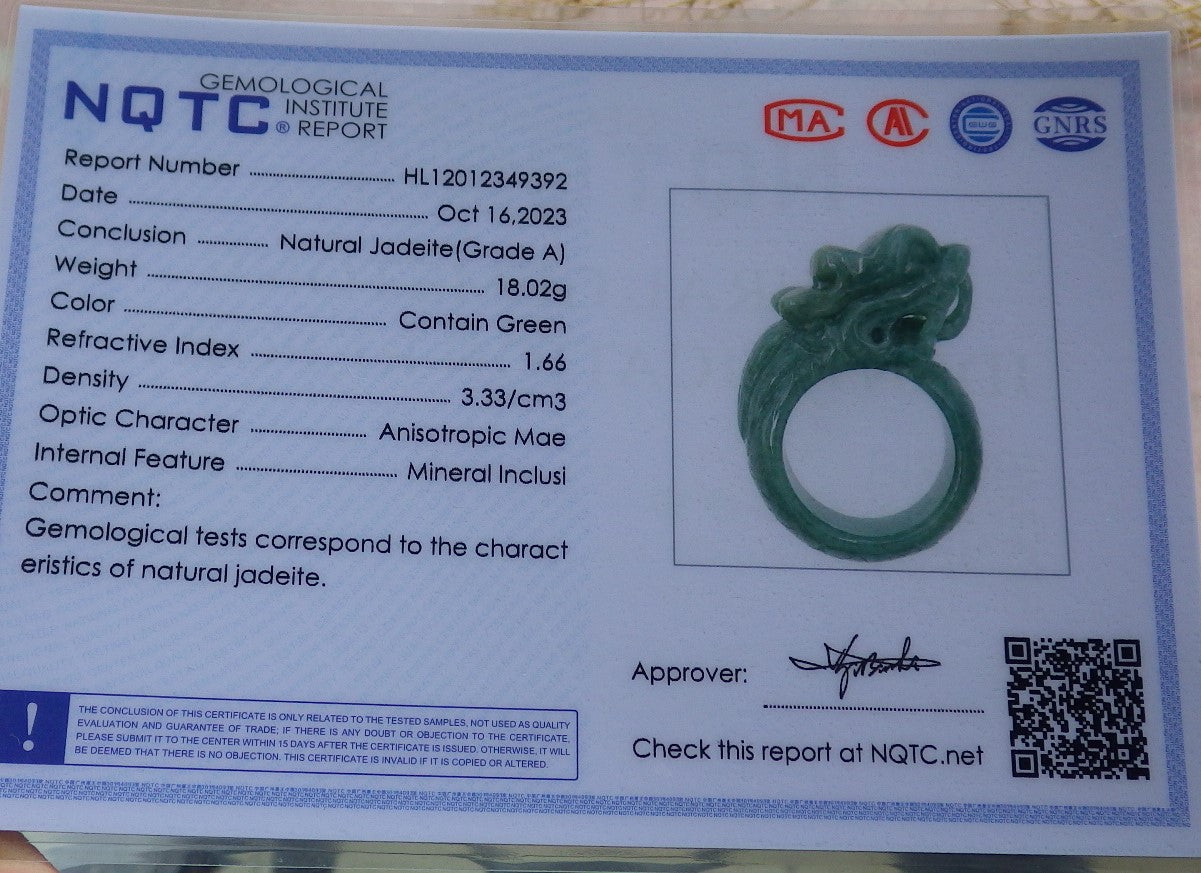 NQTC® GEMOLOGICAL
INSTITUTE
REPORT
MA
GNRS
Report Number HL12012349392
Date Oct 16,2023
Conclusion Natural Jadeite(Grade A)
Weight 18.02g
Color Contain Green
Refractive Index 1.66
Density 3.33/cm3
Optic Character Anisotropic Mae
Internal Feature Mineral Inclusi
Comment:
Gemological tests correspond to the charact
eristics of natural jadeite.
Approver:
Check this report at NQTC.net
! THE CONCLUSION OF THIS CERTIFICATE IS ONLY RELATED TO THE TESTED SAMPLES, NOT USED AS QUALITY
EVALUATION AND GUARANTEE OF TRADE; IF THERE IS ANY DOUBT OR OBJECTION TO THE CERTIFICATE,
PLEASE SUBMIT IT TO THE CENTER WITHIN 15 DAYS AFTER THE CERTIFICATE IS ISSUED. OTHERWISE, IT WILL
BE DEEMED THAT THERE IS NO OBJECTION. THIS CERTIFICATE IS INVALID IF IT IS COPIED OR ALTERED.